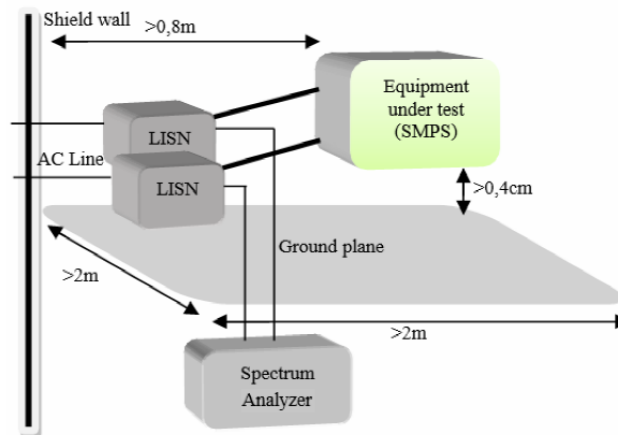 Shield wall
>0,8m
Equipment
under test
(SMPS)
LISN
AC Line
LISN
>0,4cm
Ground plane
>2m
>2m
Spectrum
Analyzer